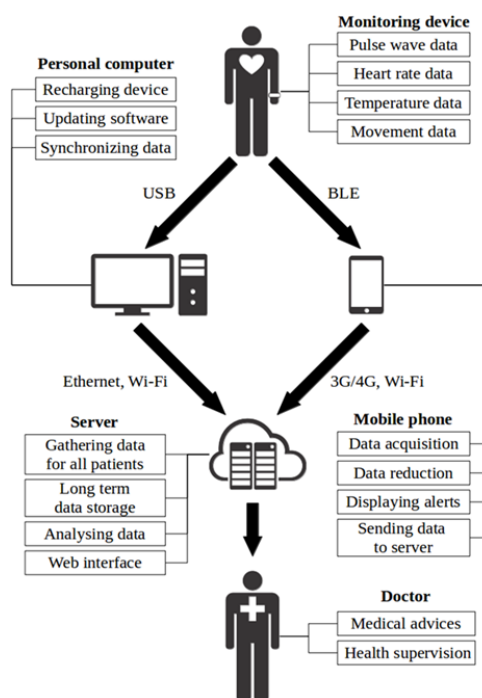 Monitoring device
Pulse wave data
Heart rate data
Temperature data
Movement data
Personal computer
Recharging device
Updating software
Synchronizing data
USB
BLE
Ethernet, Wi-Fi
3G/4G, Wi-Fi
Server
Gathering data
for all patients
Long term
data storage
Analysing data
Web interface
Mobile phone
Data acquisition
Data reduction
Displaying alerts
Sending data
to server
Doctor
Medical advices
Health supervision